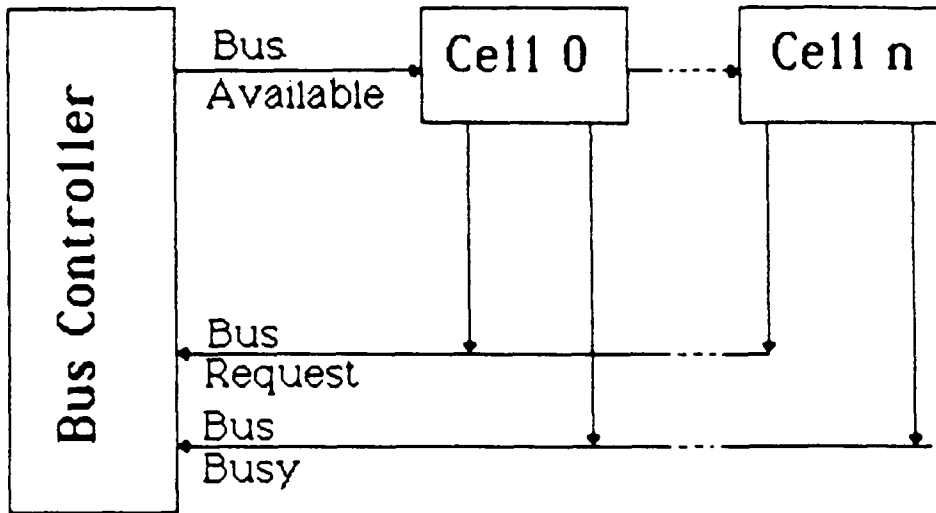 Bus Controller
Bus
Available
Cell 0
Cell n
Bus
Request
Bus
Busy